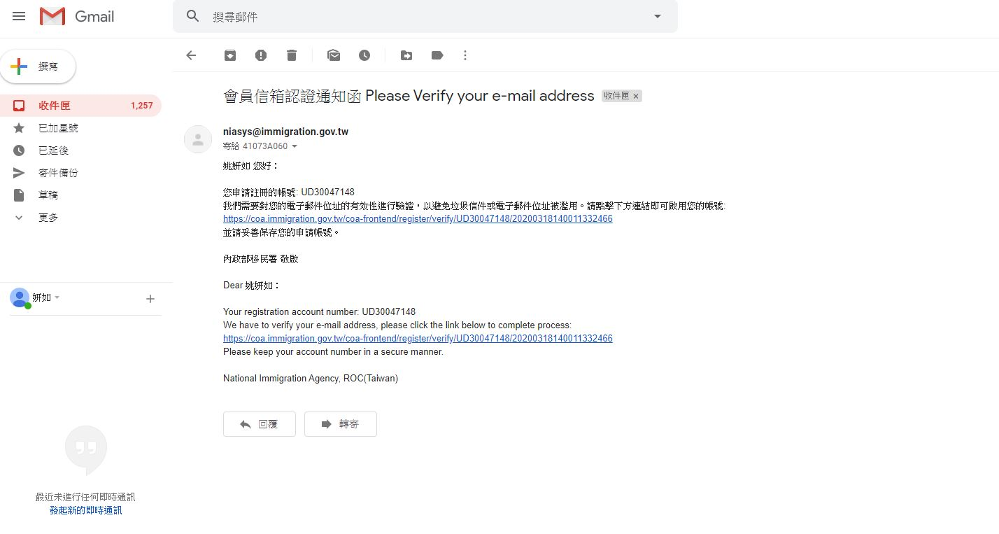 Gmail
搜尋郵件
撰寫
收件匣 1,257
已加星號
已延後
寄件備份
草稿
更多
妍如
最近未進行任何即時通訊
發起新的即時通訊
會員信箱認證通知函 Please Verify your e-mail address 收件匣 ×
niasys@immigration.gov.tw
寄給 41073A060
姚妍如 您好：
您申請註冊的帳號: UD30047148
我們需要對您的電子郵件位址的有效性進行驗證，以避免垃圾信件或電子郵件位址被濫用。請點擊下方連結即可啟用您的帳號:
https://coa.immigration.gov.tw/coa-frontend/register/verify/UD30047148/20200318140011332466
並請妥善保存您的申請帳號。
內政部移民署 敬啟
Dear 姚妍如：
Your registration account number: UD30047148
We have to verify your e-mail address, please click the link below to complete process:
https://coa.immigration.gov.tw/coa-frontend/register/verify/UD30047148/20200318140011332466
Please keep your account number in a secure manner.
National Immigration Agency, ROC(Taiwan)
回覆
轉寄